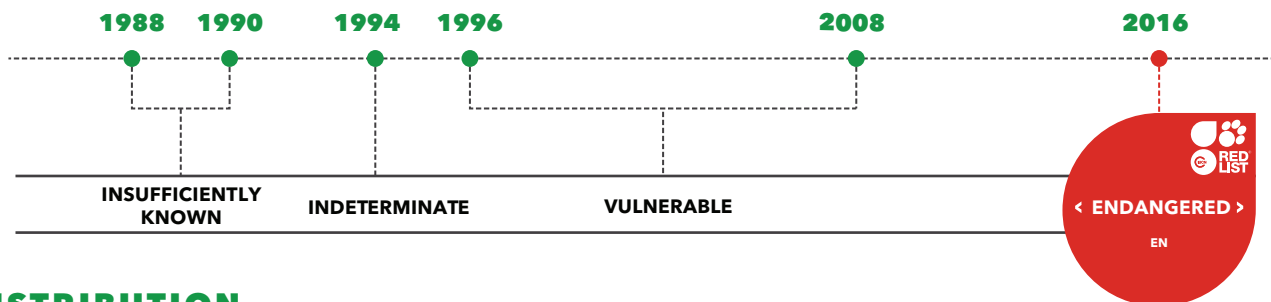 1988 1990 1994 1996 2008 2016
RED
LIST
INSUFFICIENTLY
KNOWN
INDETERMINATE
VULNERABLE
< ENDANGERED >
EN